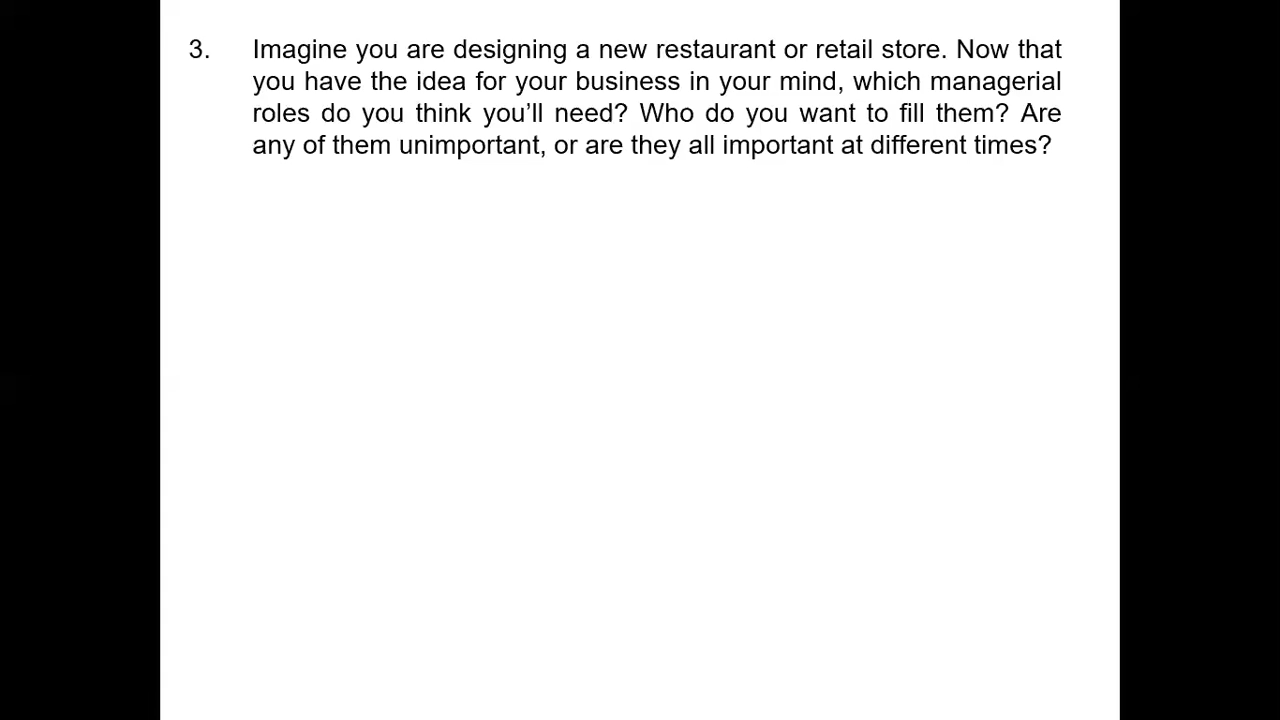 3. Imagine you are designing a new restaurant or retail store. Now that
you have the idea for your business in your mind, which managerial
roles do you think you’ll need? Who do you want to fill them? Are
any of them unimportant, or are they all important at different times?